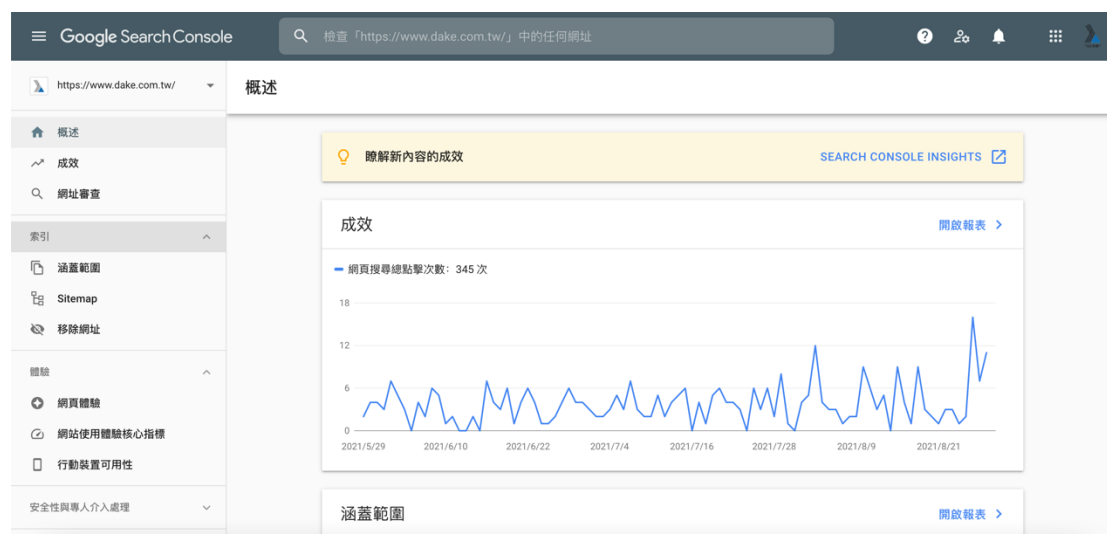 Google Search Console
檢查「https://www.dake.com.tw/」中的任何網址
https://www.dake.com.tw/
概述
概述
成效
網址審查
索引
涵蓋範圍
Sitemap
移除網址
體驗
網頁體驗
網站使用體驗核心指標
行動裝置可用性
安全性與專人介入處理
瞭解新內容的成效
SEARCH CONSOLE INSIGHTS
成效
開啟報表
網頁搜尋總點擊次數：345 次
18
12
6
0
2021/5/29 2021/6/10 2021/6/22 2021/7/4 2021/7/16 2021/7/28 2021/8/9 2021/8/21
涵蓋範圍
開啟報表